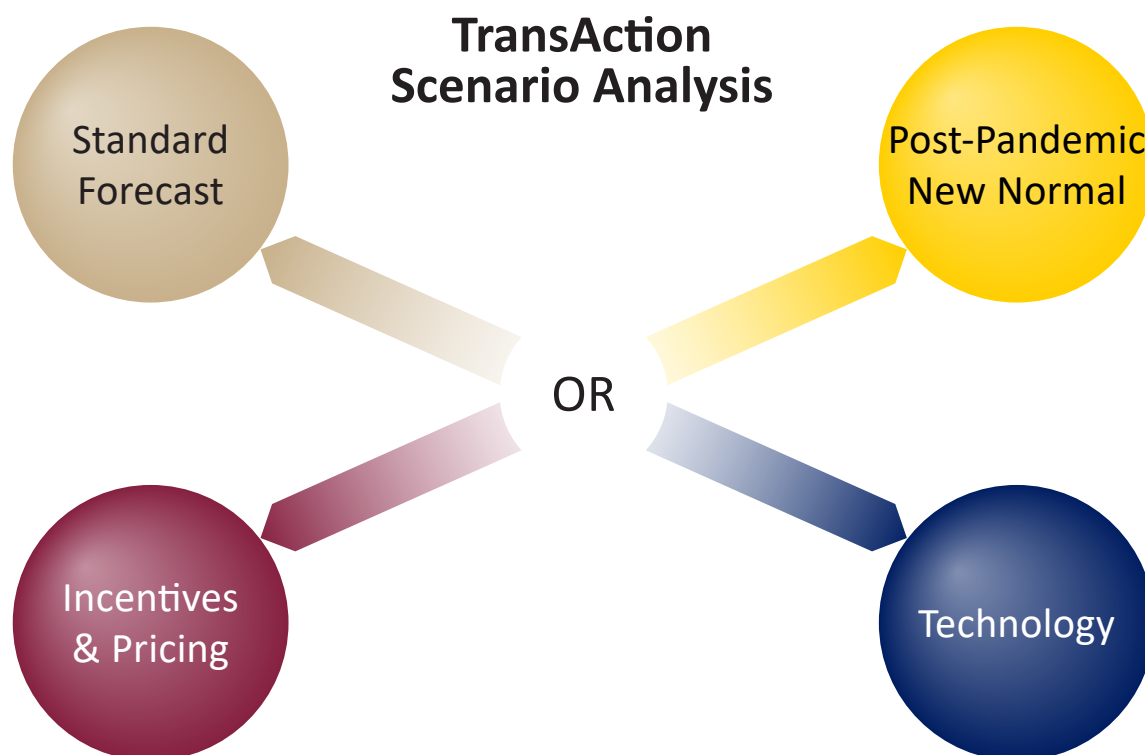 TransAction
Scenario Analysis
Standard
Forecast
Post-Pandemic
New Normal
OR
Incentives
& Pricing
Technology